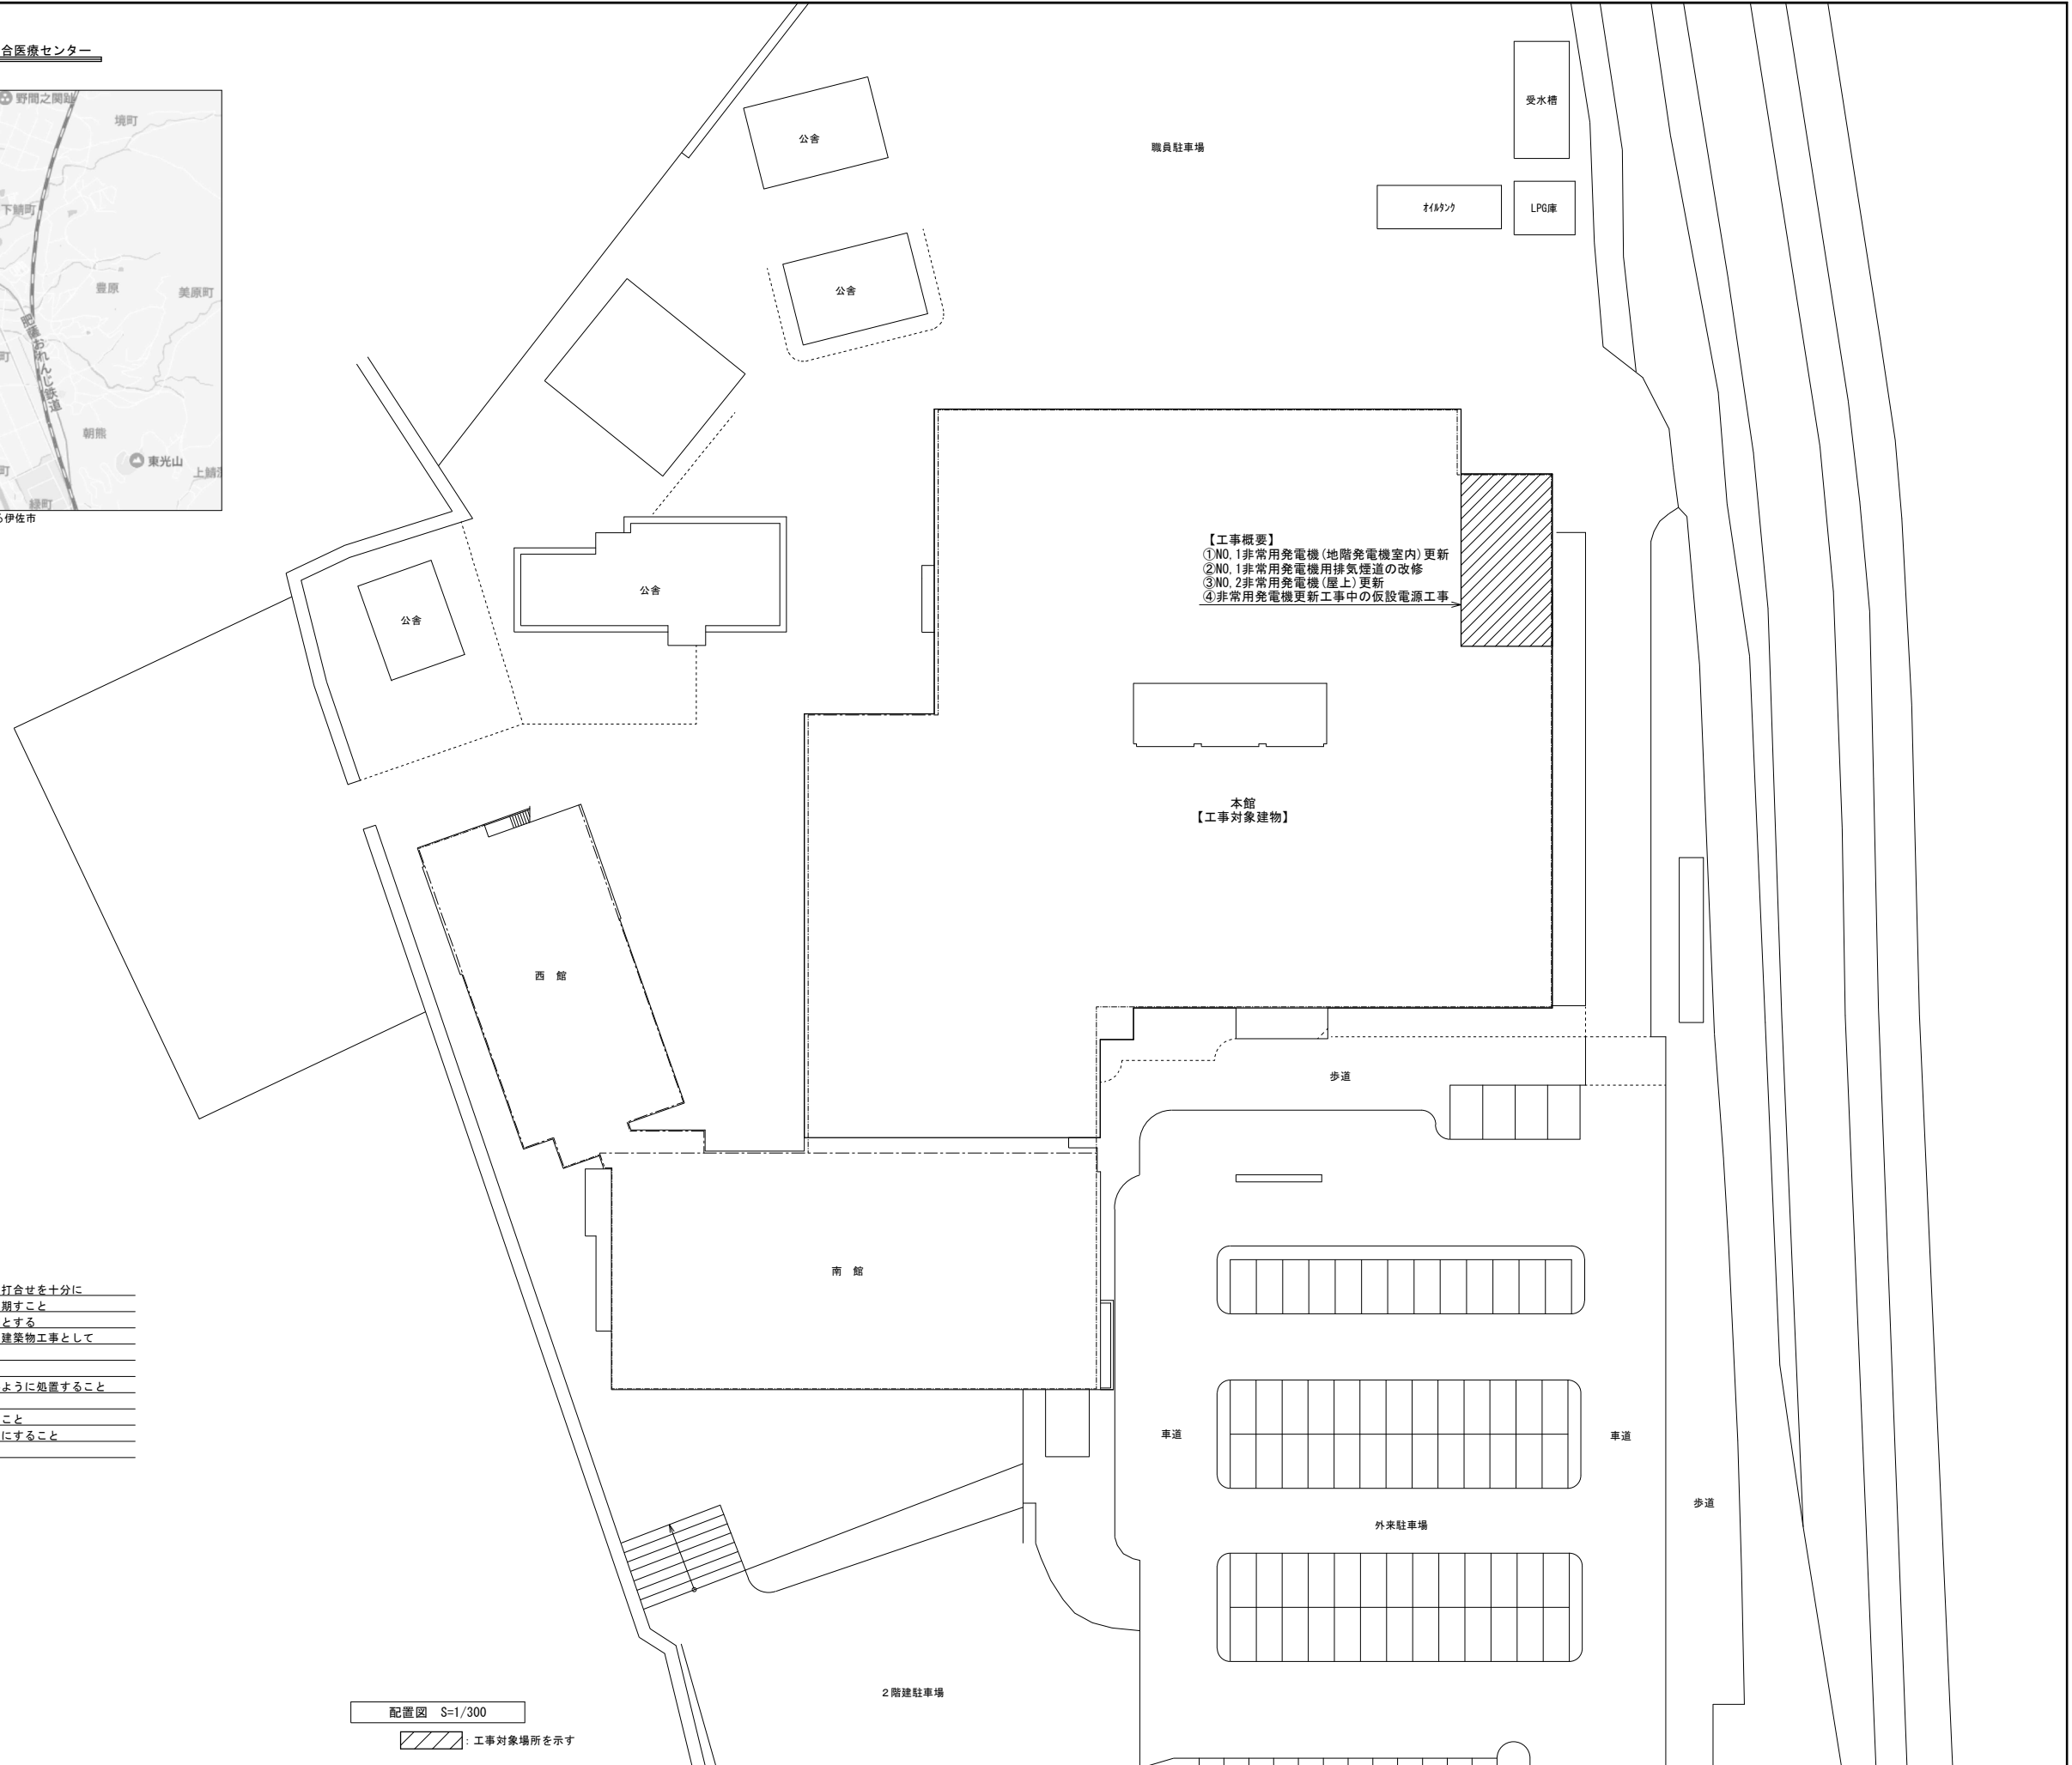 合医療センター
野間之関跡
境町
下鯖町
豊原
美原町
肥薩おれんじ鉄道
町
朝熊
東光山
上鯖
町
緑町
伊佐市
公舎
職員駐車場
受水槽
オイルタンク
LPG庫
公舎
【工事概要】
①NO.1非常用発電機(地階発電機室内)更新
②NO.1非常用発電機用排気煙道の改修
③NO.2非常用発電機(屋上)更新
④非常用発電機更新工事中の仮設電源工事
公舎
公舎
本館
【工事対象建物】
西　館
歩道
南　館
打合せを十分に
期すこと
とする
建築物工事として
ように処置すること
こと
にすること
車道
車道
歩道
外来駐車場
2階建駐車場
配置図　S=1/300
: 工事対象場所を示す